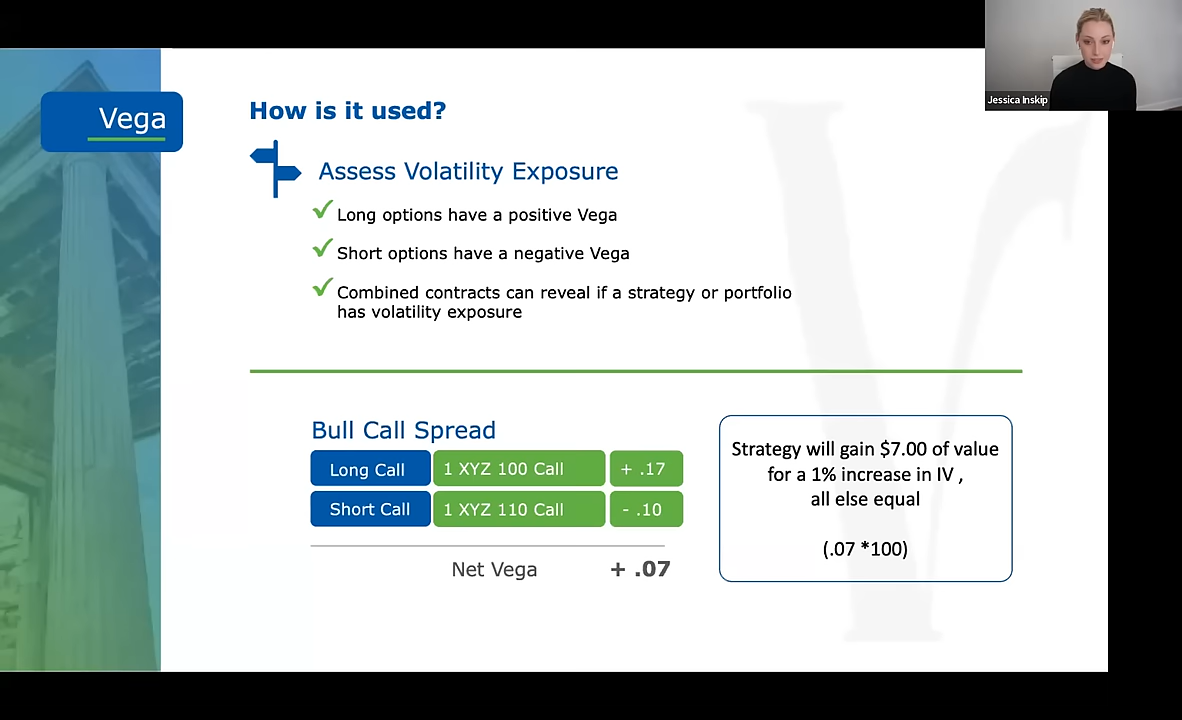 Jessica Inskip
Vega
How is it used?
Assess Volatility Exposure
Long options have a positive Vega
Short options have a negative Vega
Combined contracts can reveal if a strategy or portfolio
has volatility exposure
Bull Call Spread
Long Call 1 XYZ 100 Call + .17
Short Call 1 XYZ 110 Call - .10
Net Vega + .07
Strategy will gain $7.00 of value
for a 1% increase in IV ,
all else equal
(.07 *100)